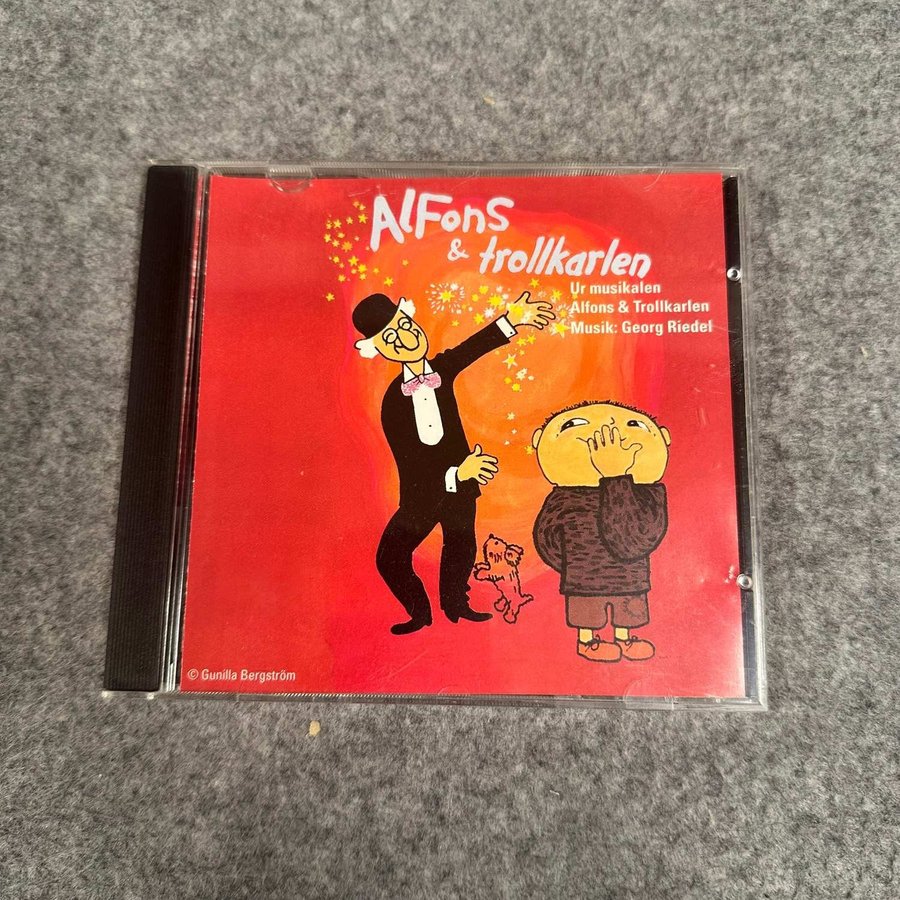 AlFonS
& trollkarlen
Ur musikalen
Alfons & Trollkarlen
Musik: Georg Riedel
© Gunilla Bergström